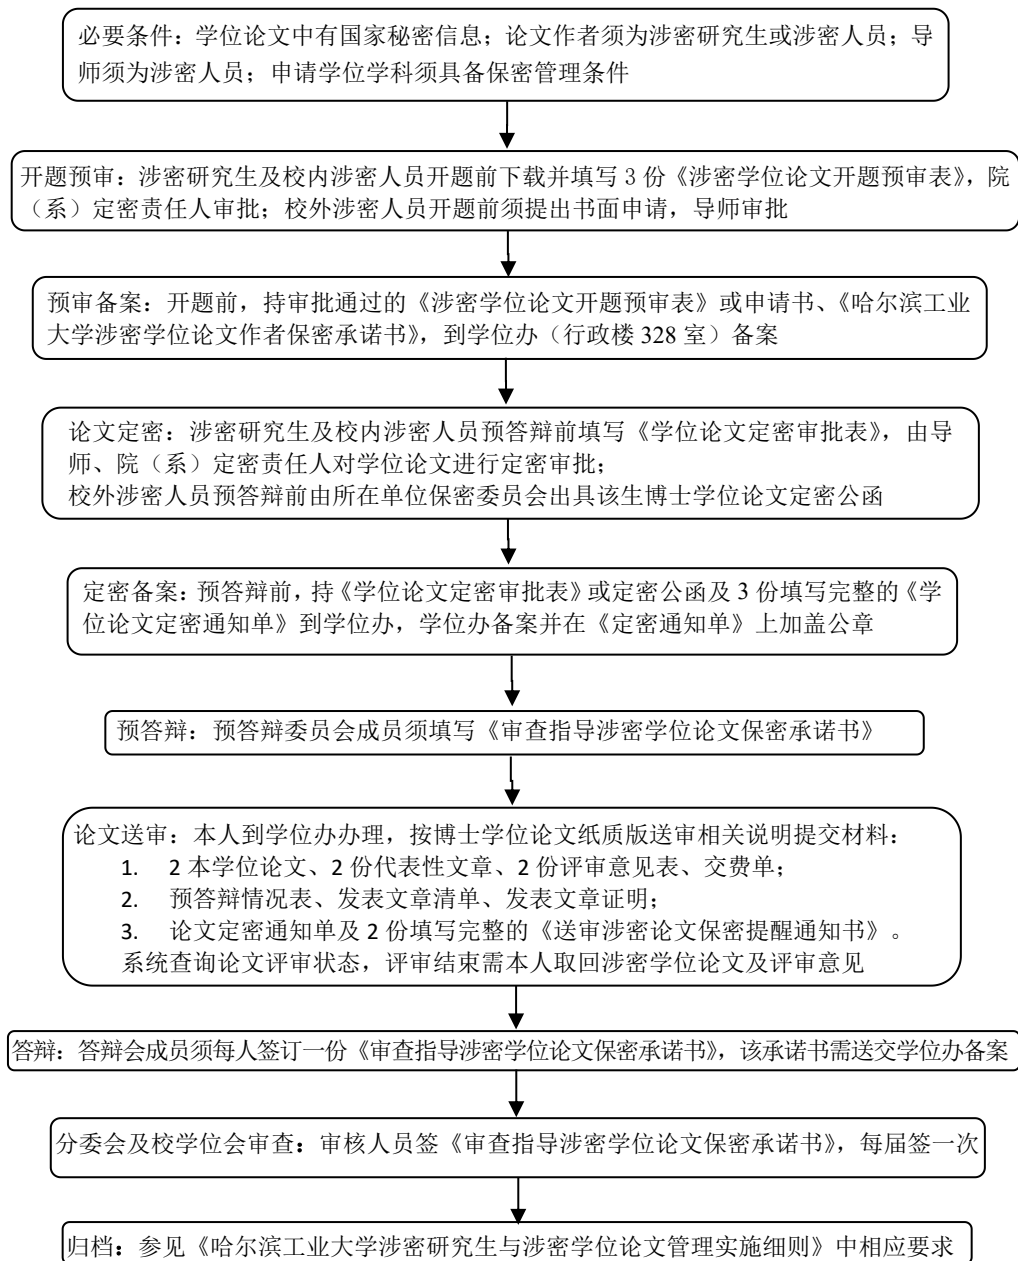 必要条件：学位论文中有国家秘密信息；论文作者须为涉密研究生或涉密人员；导
师须为涉密人员；申请学位学科须具备保密管理条件
开题预审：涉密研究生及校内涉密人员开题前下载并填写 3 份《涉密学位论文开题预审表》，院
（系）定密责任人审批；校外涉密人员开题前须提出书面申请，导师审批
预审备案：开题前，持审批通过的《涉密学位论文开题预审表》或申请书、《哈尔滨工业
大学涉密学位论文作者保密承诺书》，到学位办（行政楼 328 室）备案
论文定密：涉密研究生及校内涉密人员预答辩前填写《学位论文定密审批表》，由导
师、院（系）定密责任人对学位论文进行定密审批；
校外涉密人员预答辩前由所在单位保密委员会出具该生博士学位论文定密公函
定密备案：预答辩前，持《学位论文定密审批表》或定密公函及 3 份填写完整的《学
位论文定密通知单》到学位办，学位办备案并在《定密通知单》上加盖公章
预答辩：预答辩委员会成员须填写《审查指导涉密学位论文保密承诺书》
论文送审：本人到学位办办理，按博士学位论文纸质版送审相关说明提交材料：
1. 2 本学位论文、2 份代表性文章、2 份评审意见表、交费单；
2. 预答辩情况表、发表文章清单、发表文章证明；
3. 论文定密通知单及 2 份填写完整的《送审涉密论文保密提醒通知书》。
系统查询论文评审状态，评审结束需本人取回涉密学位论文及评审意见
答辩：答辩会成员须每人签订一份《审查指导涉密学位论文保密承诺书》，该承诺书需送交学位办备案
分委会及校学位会审查：审核人员签《审查指导涉密学位论文保密承诺书》，每届签一次
归档：参见《哈尔滨工业大学涉密研究生与涉密学位论文管理实施细则》中相应要求